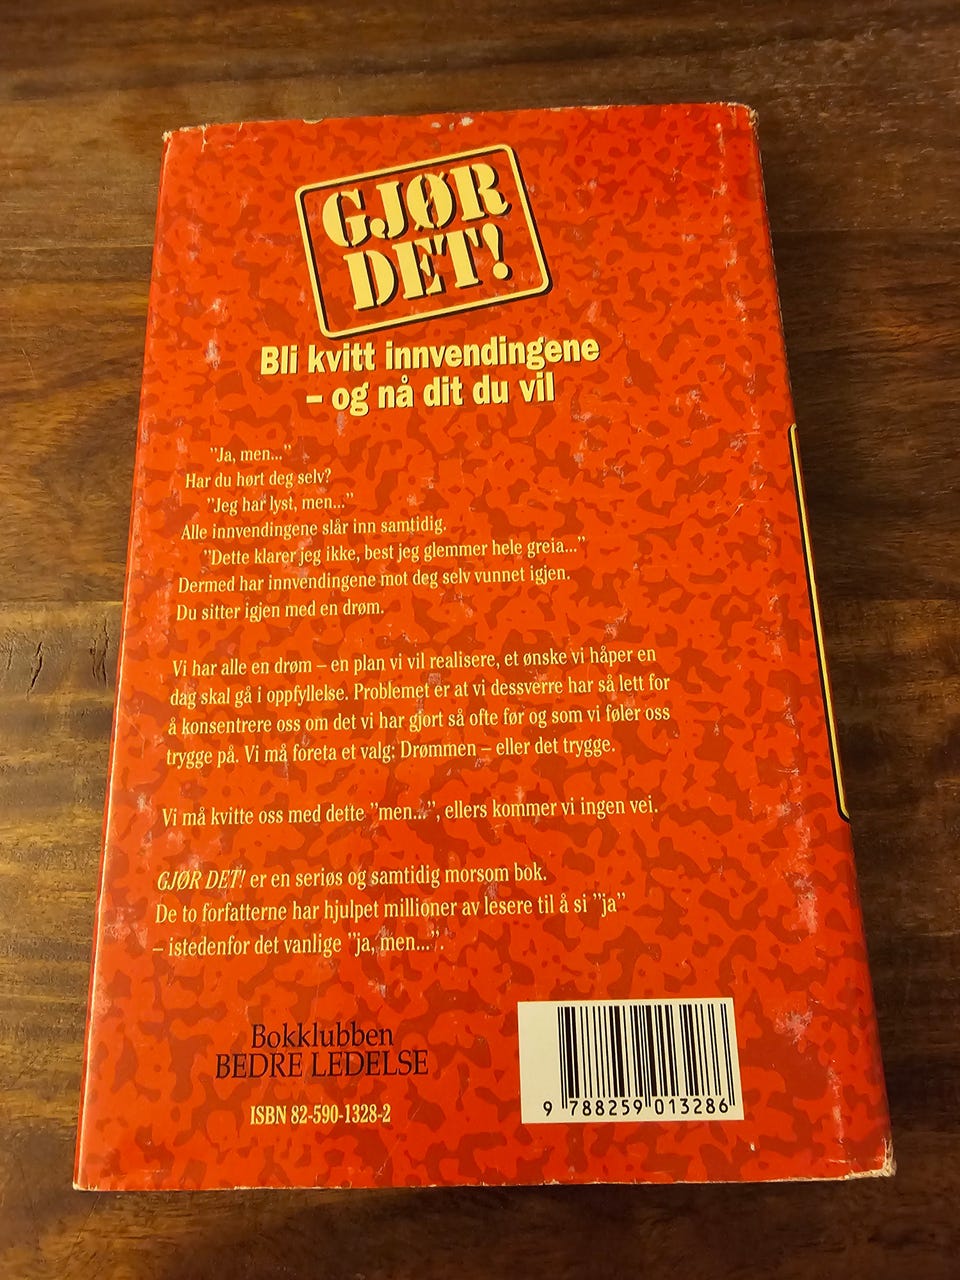 GJØR
DET!
Bli kvitt innvendingene
– og nå dit du vil
"Ja, men..."
Har du hørt deg selv?
"Jeg har lyst, men..."
Alle innvendingene slår inn samtidig.
"Dette klarer jeg ikke, best jeg glemmer hele greia..."
Dermed har innvendingene mot deg selv vunnet igjen.
Du sitter igjen med en drøm.
Vi har alle en drøm – en plan vi vil realisere, et ønske vi håper en
dag skal gå i oppfyllelse. Problemet er at vi dessverre har så lett for
å konsentrere oss om det vi har gjort så ofte før og som vi føler oss
trygge på. Vi må foreta et valg: Drømmen – eller det trygge.
Vi må kvitte oss med dette "men...", ellers kommer vi ingen vei.
GJØR DET! er en seriøs og samtidig morsom bok.
De to forfatterne har hjulpet millioner av lesere til å si "ja"
– istedenfor det vanlige "ja, men...".
Bokklubben
BEDRE LEDELSE
ISBN 82-590-1328-2
9 788259 013286